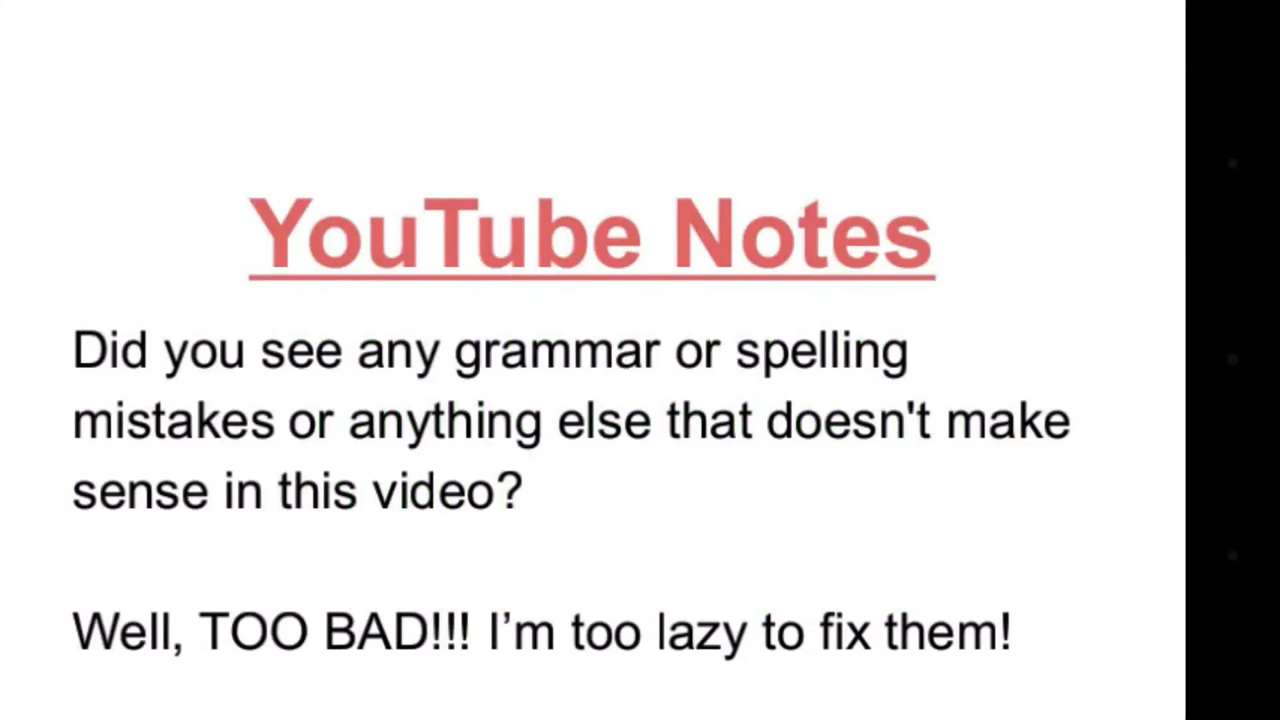 YouTube Notes
Did you see any grammar or spelling
mistakes or anything else that doesn't make
sense in this video?
Well, TOO BAD!!! I’m too lazy to fix them!